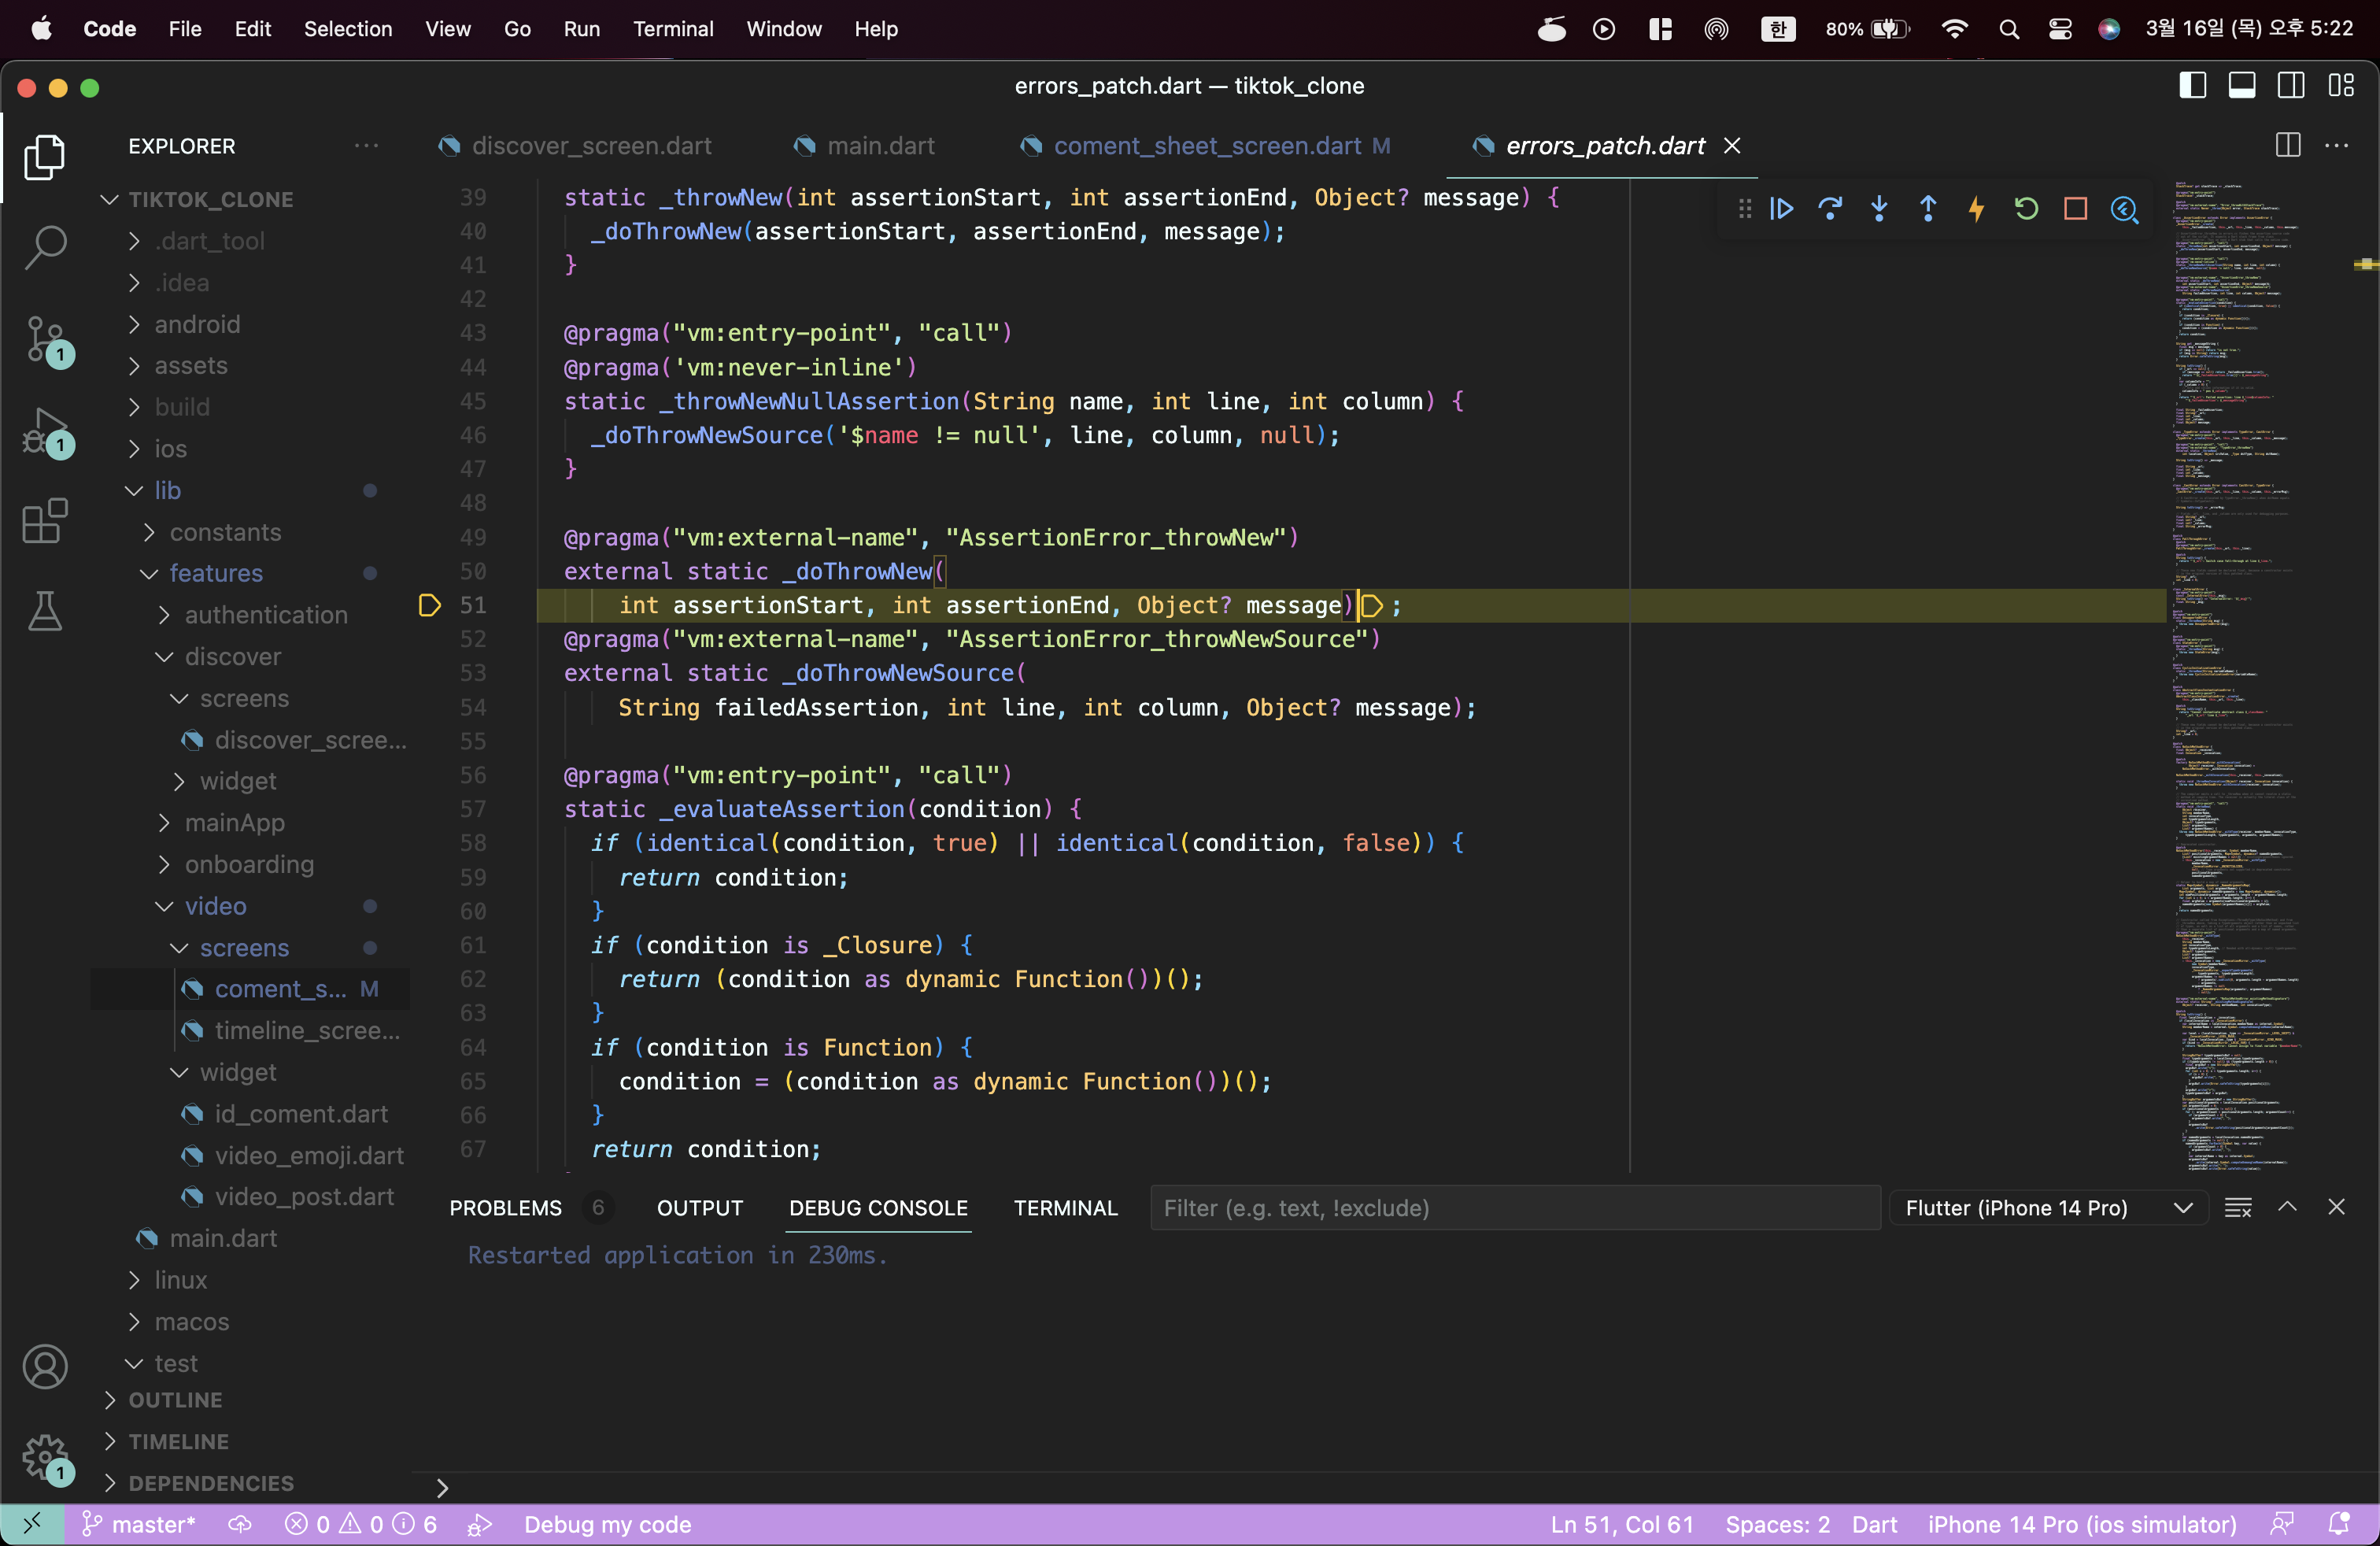 Code File Edit Selection View Go Run Terminal Window Help 한 80% 3월 16일 (목) 오후 5:22
errors_patch.dart — tiktok_clone
EXPLORER
discover_screen.dart main.dart coment_sheet_screen.dart M errors_patch.dart
TIKTOK_CLONE
.dart_tool
.idea
android
assets
build
ios
lib
constants
features
authentication
discover
screens
discover_scree...
widget
mainApp
onboarding
video
screens
coment_s... M
timeline_scree...
widget
id_coment.dart
video_emoji.dart
video_post.dart
main.dart
linux
macos
test
OUTLINE
TIMELINE
DEPENDENCIES
1
1
1
39 static _throwNew(int assertionStart, int assertionEnd, Object? message) {
40 _doThrowNew(assertionStart, assertionEnd, message);
41 }
42
43 @pragma("vm:entry-point", "call")
44 @pragma('vm:never-inline')
45 static _throwNewNullAssertion(String name, int line, int column) {
46 _doThrowNewSource('$name != null', line, column, null);
47 }
48
49 @pragma("vm:external-name", "AssertionError_throwNew")
50 external static _doThrowNew(
51 int assertionStart, int assertionEnd, Object? message);
52 @pragma("vm:external-name", "AssertionError_throwNewSource")
53 external static _doThrowNewSource(
54 String failedAssertion, int line, int column, Object? message);
55
56 @pragma("vm:entry-point", "call")
57 static _evaluateAssertion(condition) {
58 if (identical(condition, true) || identical(condition, false)) {
59 return condition;
60 }
61 if (condition is _Closure) {
62 return (condition as dynamic Function())();
63 }
64 if (condition is Function) {
65 condition = (condition as dynamic Function())();
66 }
67 return condition;
PROBLEMS 6 OUTPUT DEBUG CONSOLE TERMINAL Filter (e.g. text, !exclude) Flutter (iPhone 14 Pro)
Restarted application in 230ms.
master* 0 0 6 Debug my code Ln 51, Col 61 Spaces: 2 Dart iPhone 14 Pro (ios simulator)